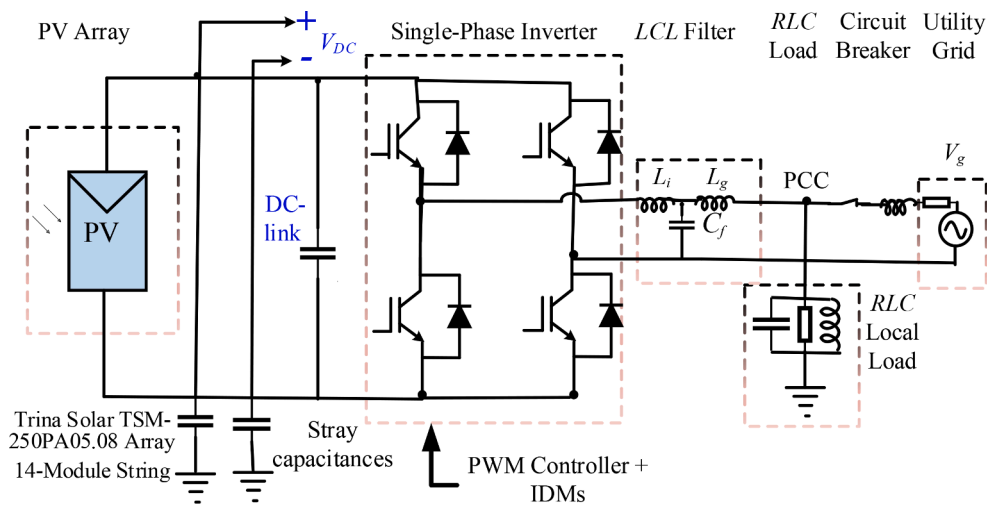 PV Array
+
V_DC
-
Single-Phase Inverter
LCL Filter
RLC
Load
Circuit
Breaker
Utility
Grid
PV
DC-
link
L_i
L_g
C_f
PCC
V_g
RLC
Local
Load
Trina Solar TSM-
250PA05.08 Array
14-Module String
Stray
capacitances
PWM Controller +
IDMs